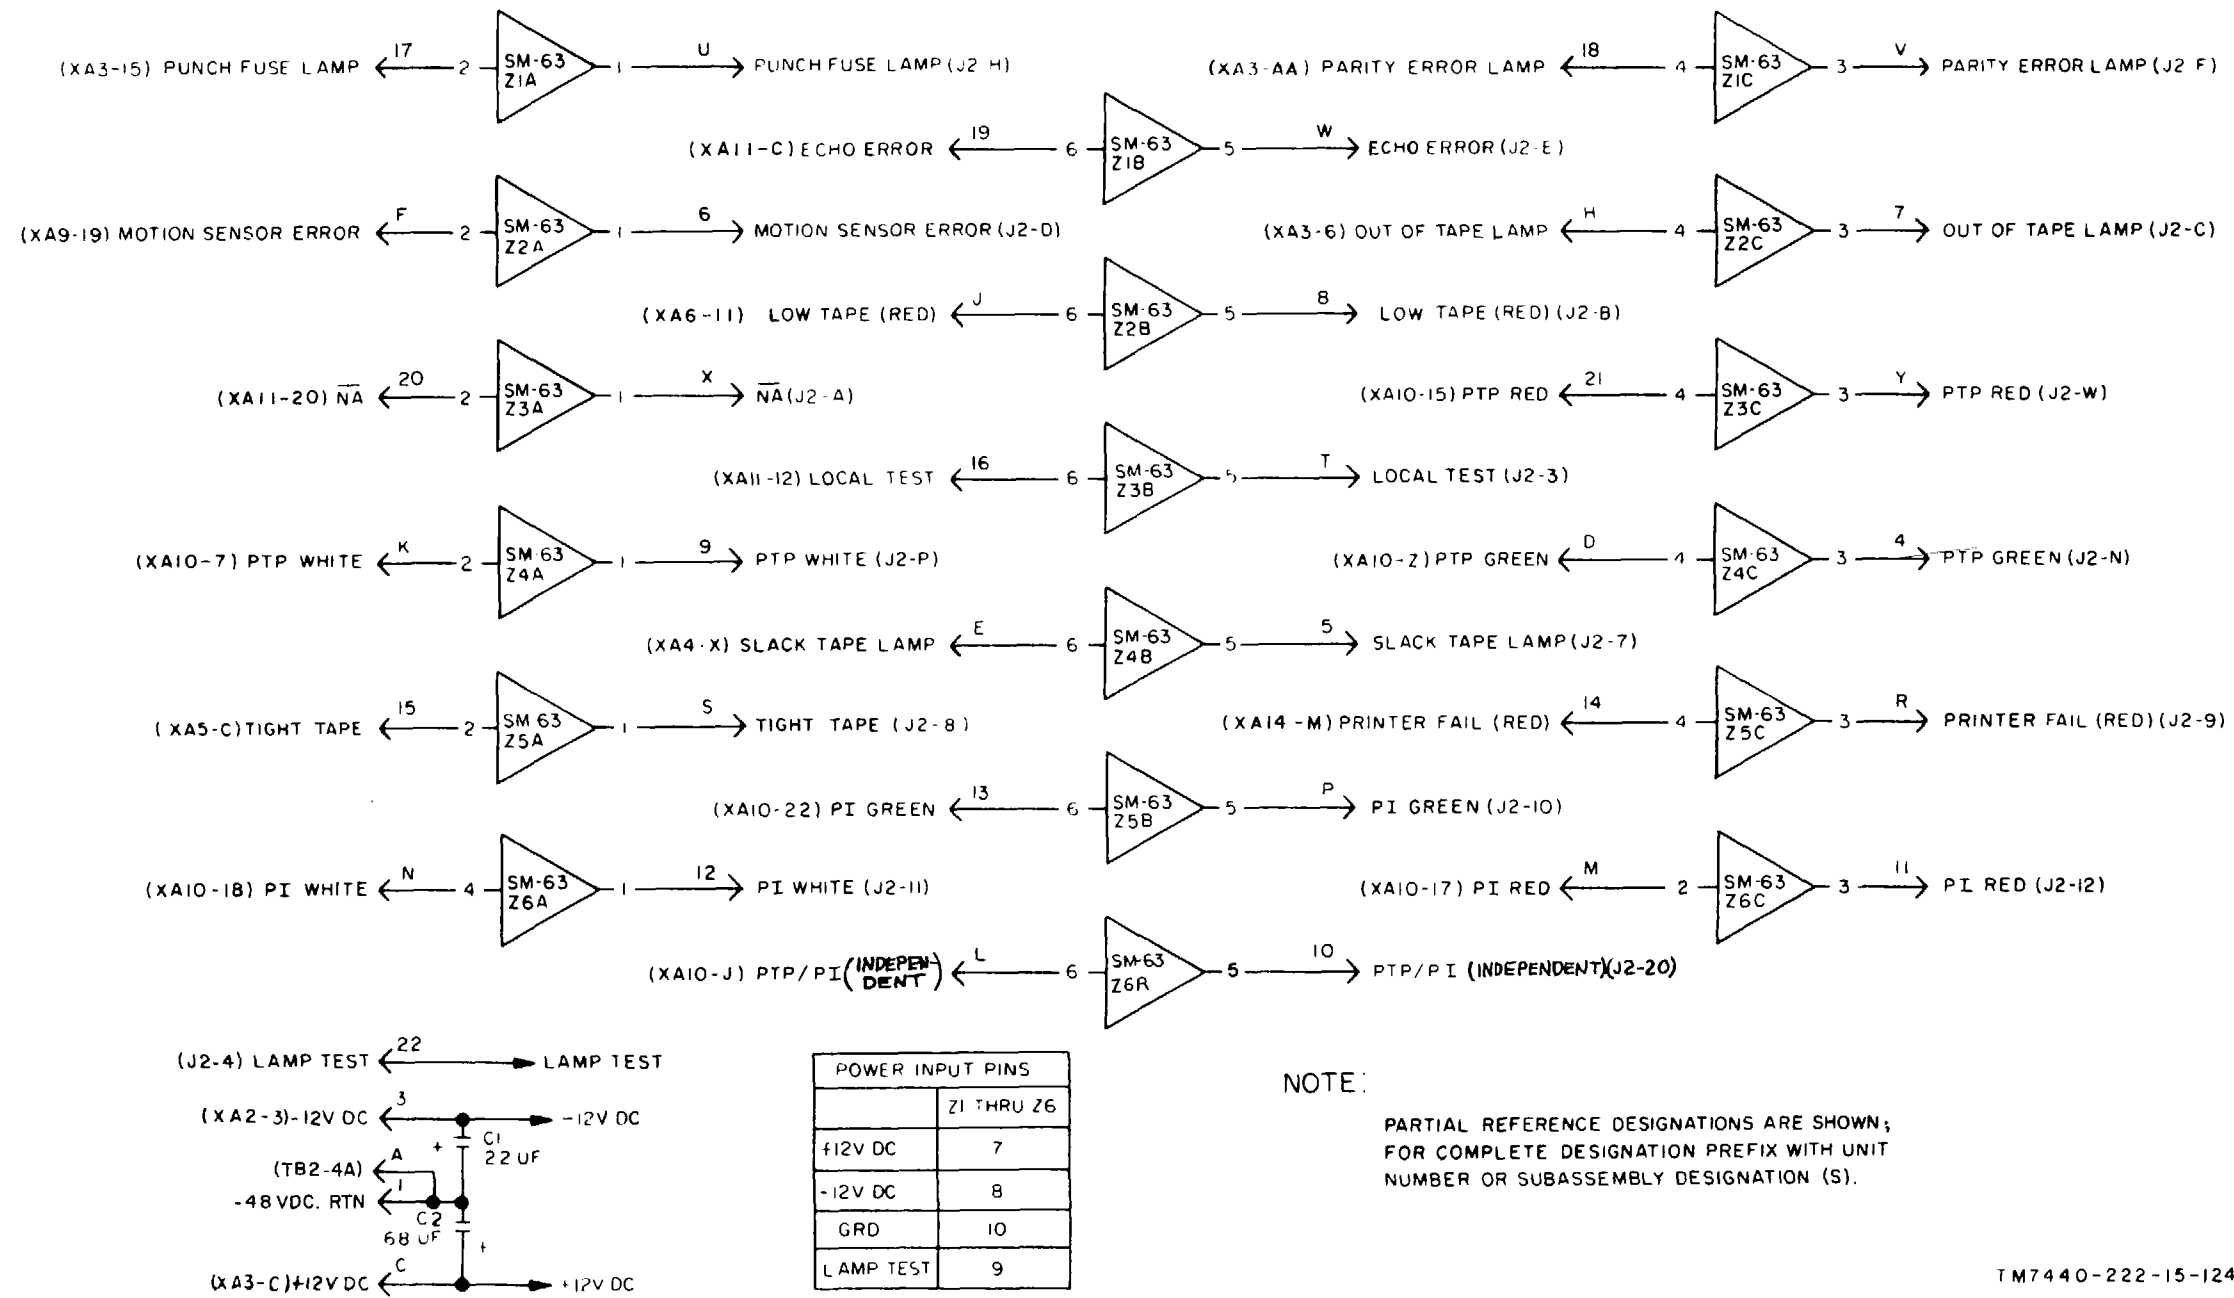 (XA3-15) PUNCH FUSE LAMP 17 2 SM-63 Z1A 1 U PUNCH FUSE LAMP (J2 H)
(XA3-AA) PARITY ERROR LAMP 18 4 SM-63 Z1C 3 V PARITY ERROR LAMP (J2 F)
(XA11-C) ECHO ERROR 19 6 SM-63 Z1B 5 W ECHO ERROR (J2-E)
(XA9-19) MOTION SENSOR ERROR F 2 SM-63 Z2A 1 6 MOTION SENSOR ERROR (J2-D)
(XA3-6) OUT OF TAPE LAMP H 4 SM-63 Z2C 3 7 OUT OF TAPE LAMP (J2-C)
(XA6-11) LOW TAPE (RED) J 6 SM-63 Z2B 5 8 LOW TAPE (RED) (J2-B)
(XA11-20) N̅A̅ 20 2 SM-63 Z3A 1 X N̅A̅ (J2-A)
(XA10-15) PTP RED 21 4 SM-63 Z3C 3 Y PTP RED (J2-W)
(XA11-12) LOCAL TEST 16 6 SM-63 Z3B 5 T LOCAL TEST (J2-3)
(XA10-7) PTP WHITE K 2 SM-63 Z4A 1 9 PTP WHITE (J2-P)
(XA10-Z) PTP GREEN D 4 SM-63 Z4C 3 4 PTP GREEN (J2-N)
(XA4-X) SLACK TAPE LAMP E 6 SM-63 Z4B 5 5 SLACK TAPE LAMP (J2-7)
(XA5-C) TIGHT TAPE 15 2 SM 63 Z5A 1 S TIGHT TAPE (J2-8)
(XA14-M) PRINTER FAIL (RED) 14 4 SM-63 Z5C 3 R PRINTER FAIL (RED) (J2-9)
(XA10-22) PI GREEN 13 6 SM-63 Z5B 5 P PI GREEN (J2-10)
(XA10-18) PI WHITE N 4 SM-63 Z6A 1 12 PI WHITE (J2-11)
(XA10-17) PI RED M 2 SM-63 Z6C 3 11 PI RED (J2-12)
(XA10-J) PTP/PI (INDEPEN-DENT) L 6 SM-63 Z6R 5 10 PTP/PI (INDEPENDENT)(J2-20)
(J2-4) LAMP TEST 22 LAMP TEST
(XA2-3)-12V DC 3 -12V DC
+ C1
22 UF
(TB2-4A) A
-48 VDC. RTN 1
C2
68 UF +
(XA3-C)+12V DC C +12V DC
POWER INPUT PINS
Z1 THRU Z6
+12V DC 7
-12V DC 8
GRD 10
LAMP TEST 9
NOTE:
PARTIAL REFERENCE DESIGNATIONS ARE SHOWN;
FOR COMPLETE DESIGNATION PREFIX WITH UNIT
NUMBER OR SUBASSEMBLY DESIGNATION (S).
TM7440-222-15-124